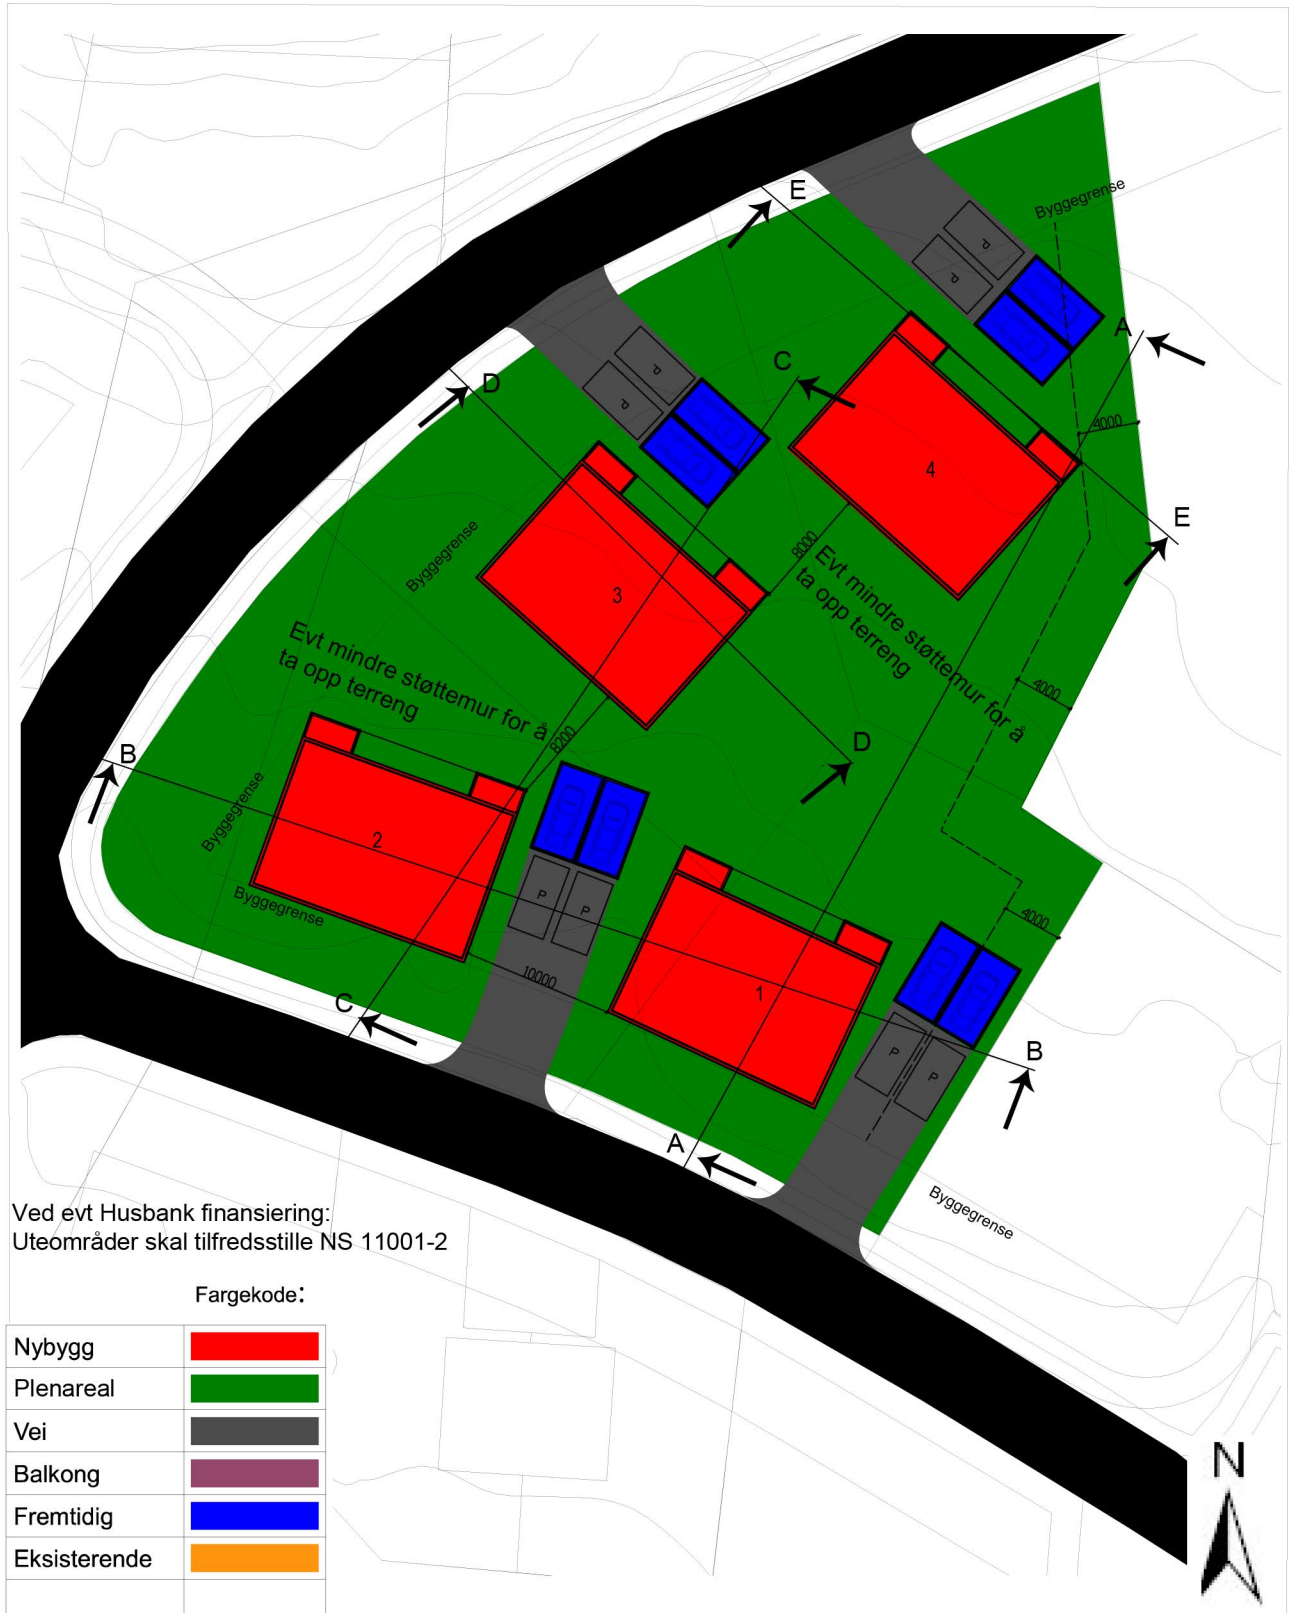 E
P
P
Byggegrense
A
D
P
P
C
4000
4
E
Byggegrense
8000
3
Evt mindre støttemur for å
ta opp terreng
Evt mindre støttemur for å
ta opp terreng
4000
8200
B
D
Byggegrense
2
Byggegrense
P
P
4000
10000
1
C
P
P
B
A
Byggegrense
Ved evt Husbank finansiering:
Uteområder skal tilfredsstille NS 11001-2
Fargekode:
Nybygg
Plenareal
Vei
Balkong
Fremtidig
Eksisterende
N